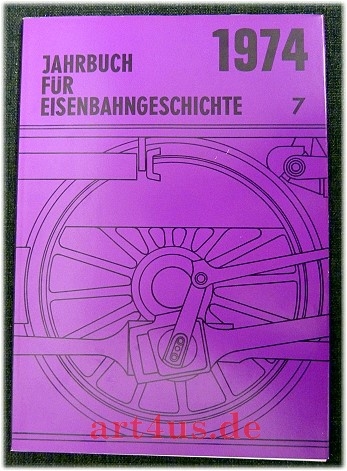 1974
JAHRBUCH
FÜR
EISENBAHNGESCHICHTE 7
art4us.de